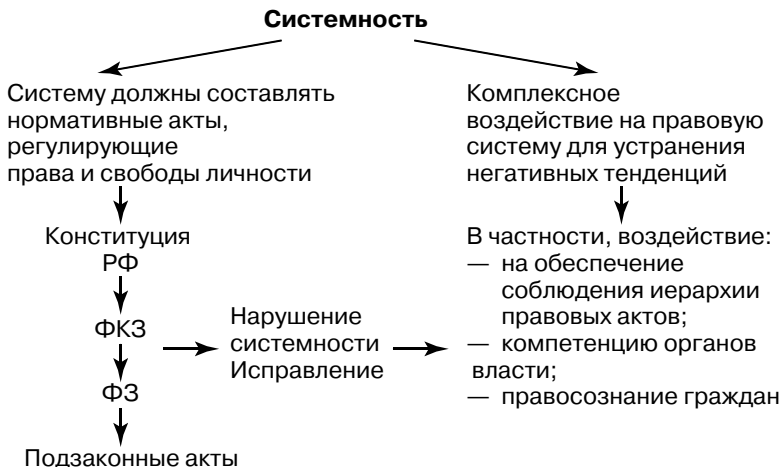 Системность
Систему должны составлять
нормативные акты,
регулирующие
права и свободы личности
Конституция
РФ
ФКЗ
ФЗ
Подзаконные акты
Нарушение
системности
Исправление
Комплексное
воздействие на правовую
систему для устранения
негативных тенденций
В частности, воздействие:
— на обеспечение
соблюдения иерархии
правовых актов;
— компетенцию органов
власти;
— правосознание граждан